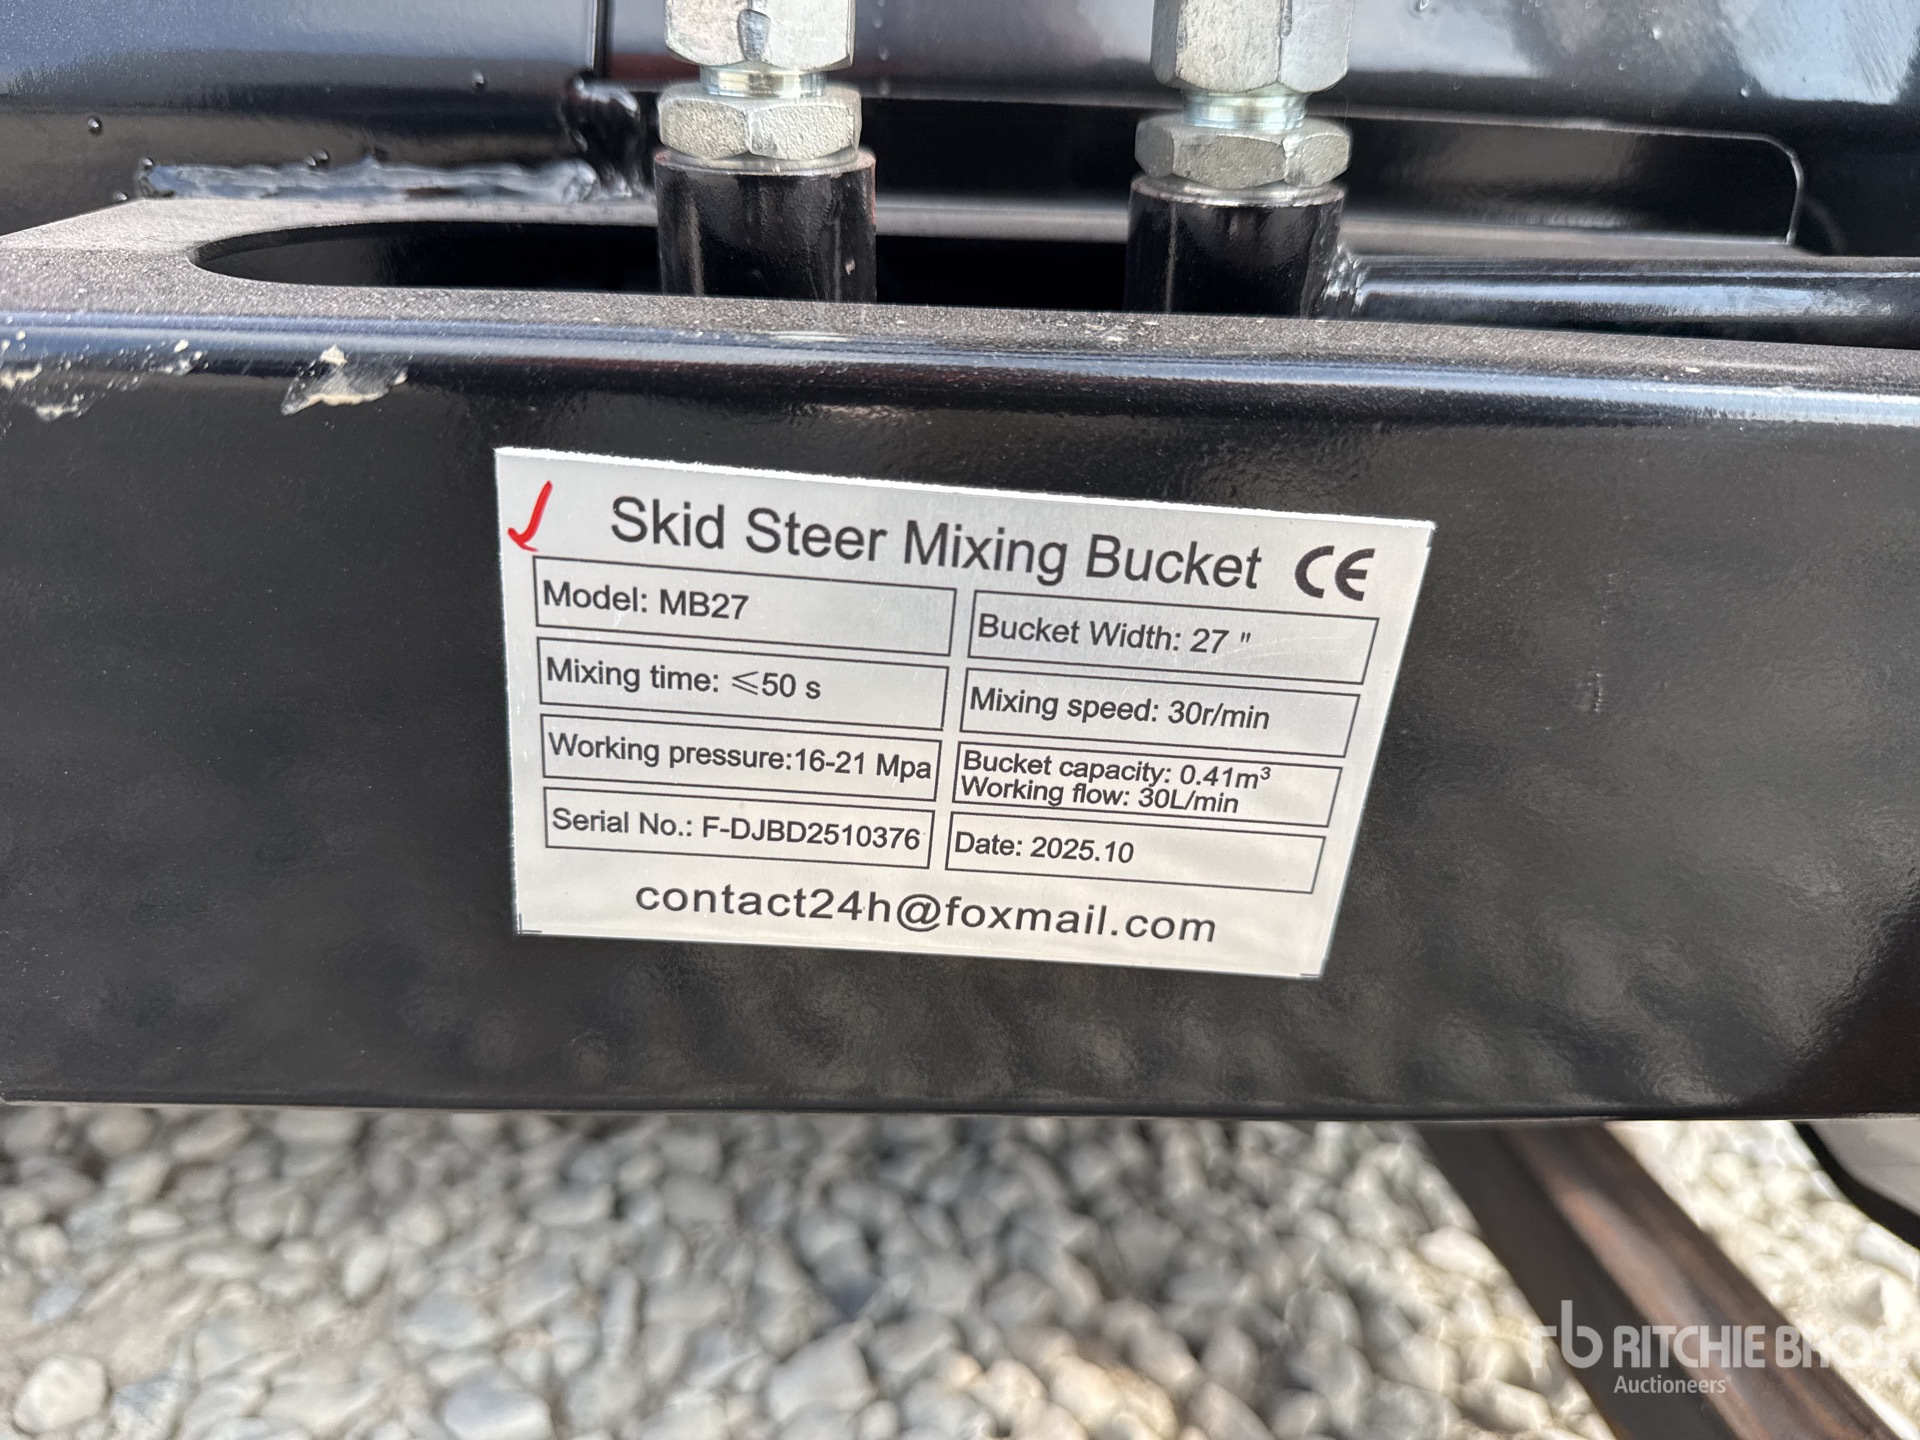 Skid Steer Mixing Bucket CE
Model: MB27
Bucket Width: 27 "
Mixing time: ≤50 s
Mixing speed: 30r/min
Working pressure:16-21 Mpa
Bucket capacity: 0.41m³
Working flow: 30L/min
Serial No.: F-DJBD2510376
Date: 2025.10
contact24h@foxmail.com
rb RITCHIE BROS.
Auctioneers